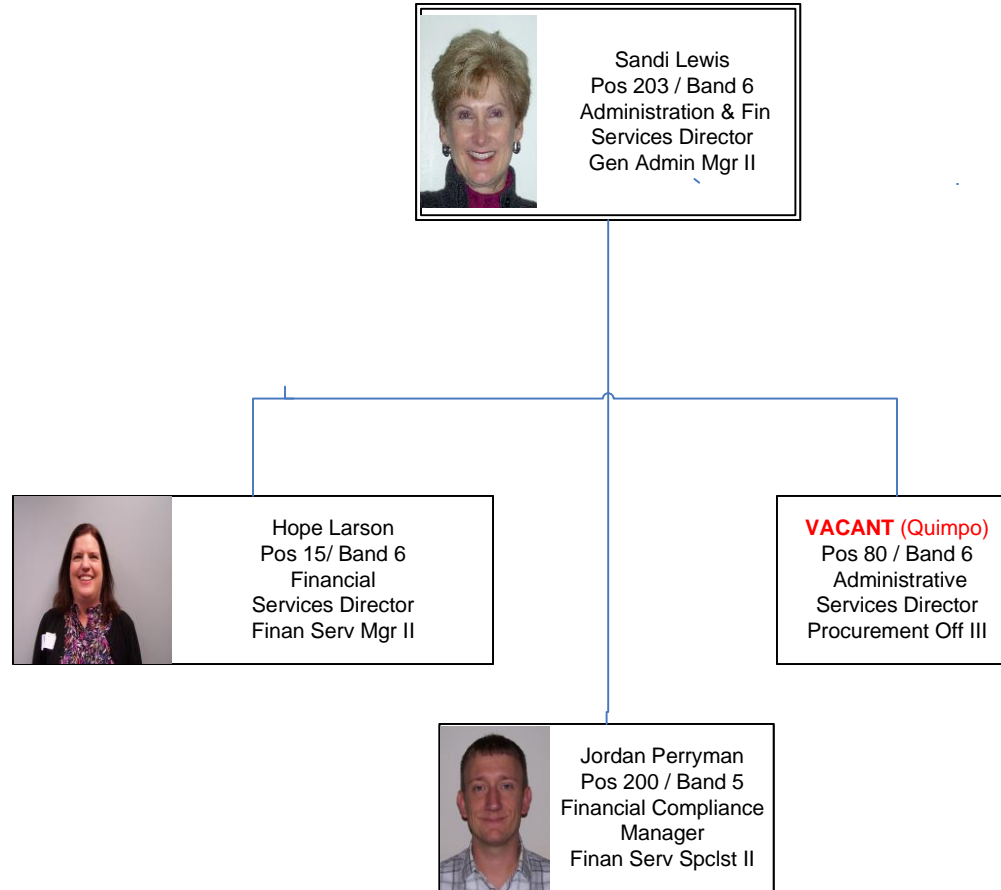 Sandi Lewis
Pos 203 / Band 6
Administration & Fin
Services Director
Gen Admin Mgr II
Hope Larson
Pos 15/ Band 6
Financial
Services Director
Finan Serv Mgr II
VACANT (Quimpo)
Pos 80 / Band 6
Administrative
Services Director
Procurement Off III
Jordan Perryman
Pos 200 / Band 5
Financial Compliance
Manager
Finan Serv Spclst II